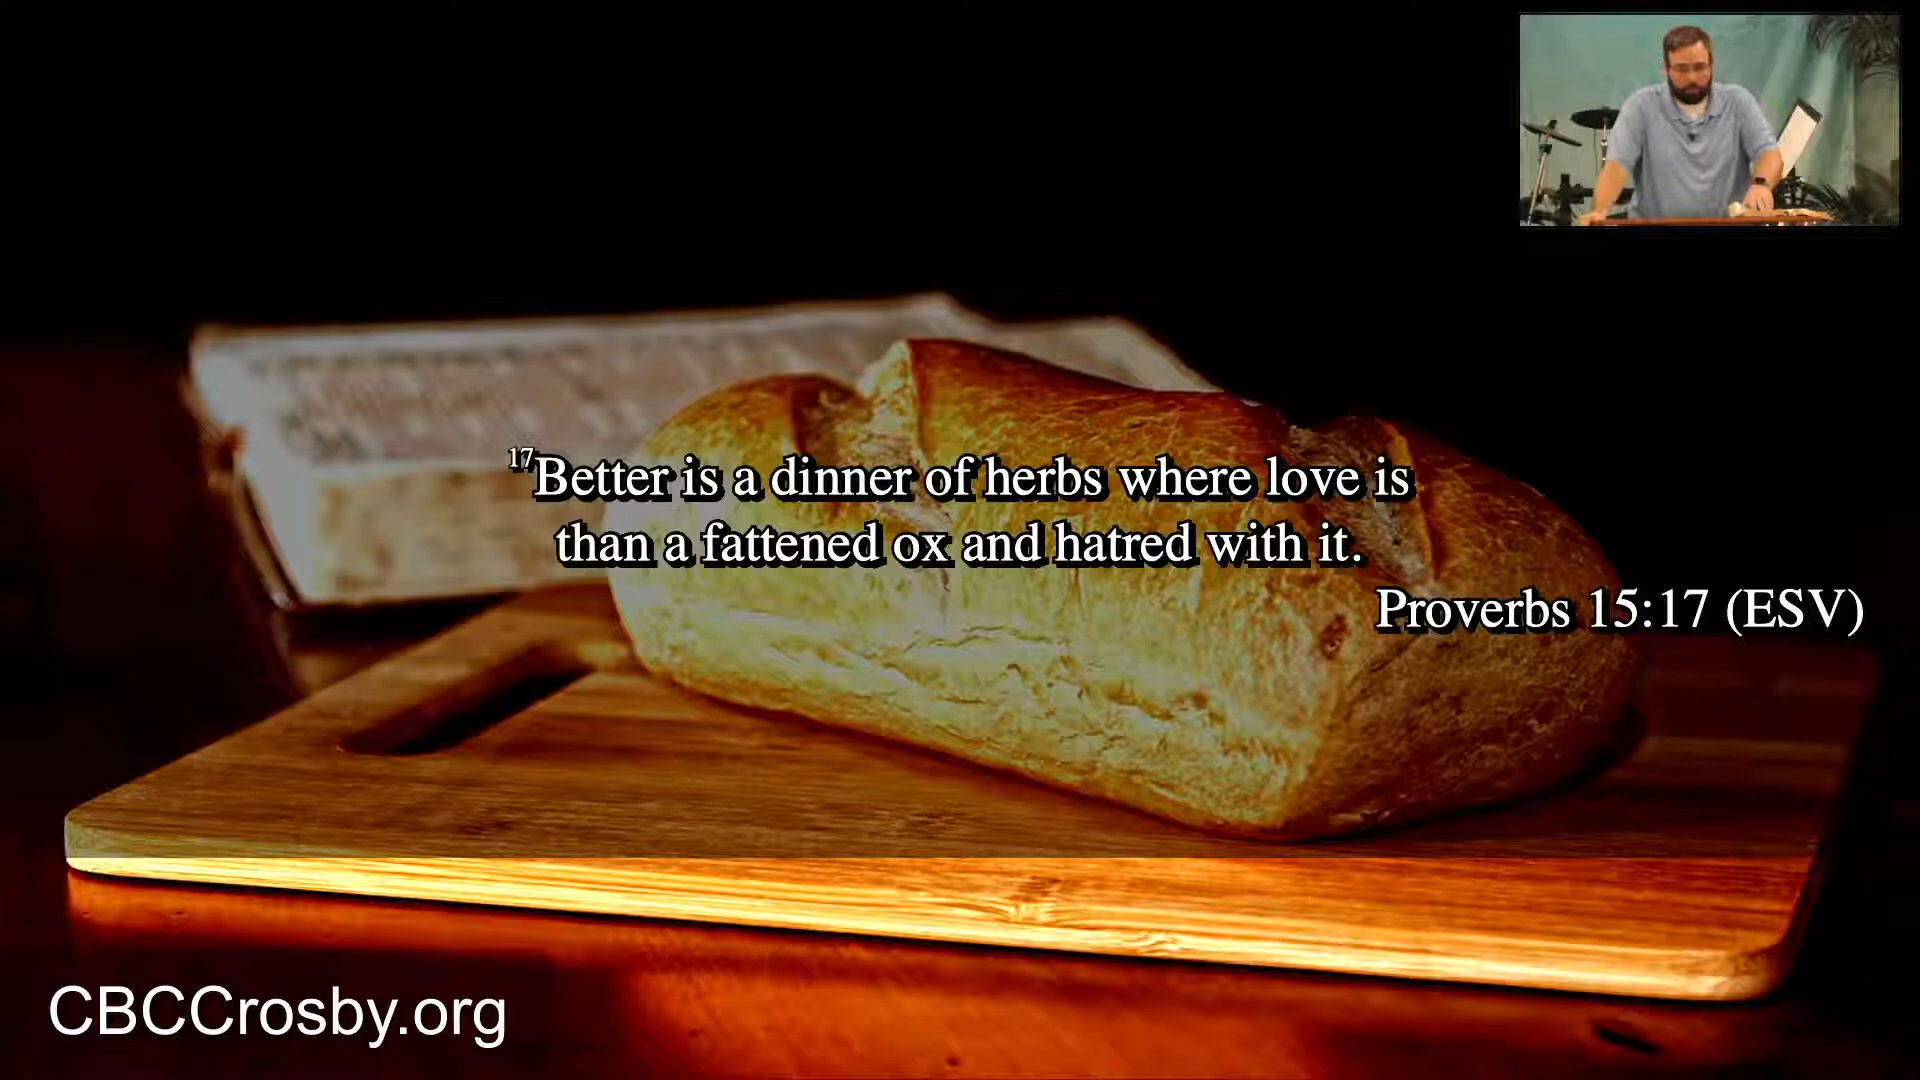 17Better is a dinner of herbs where love is
than a fattened ox and hatred with it.
Proverbs 15:17 (ESV)
CBCCrosby.org